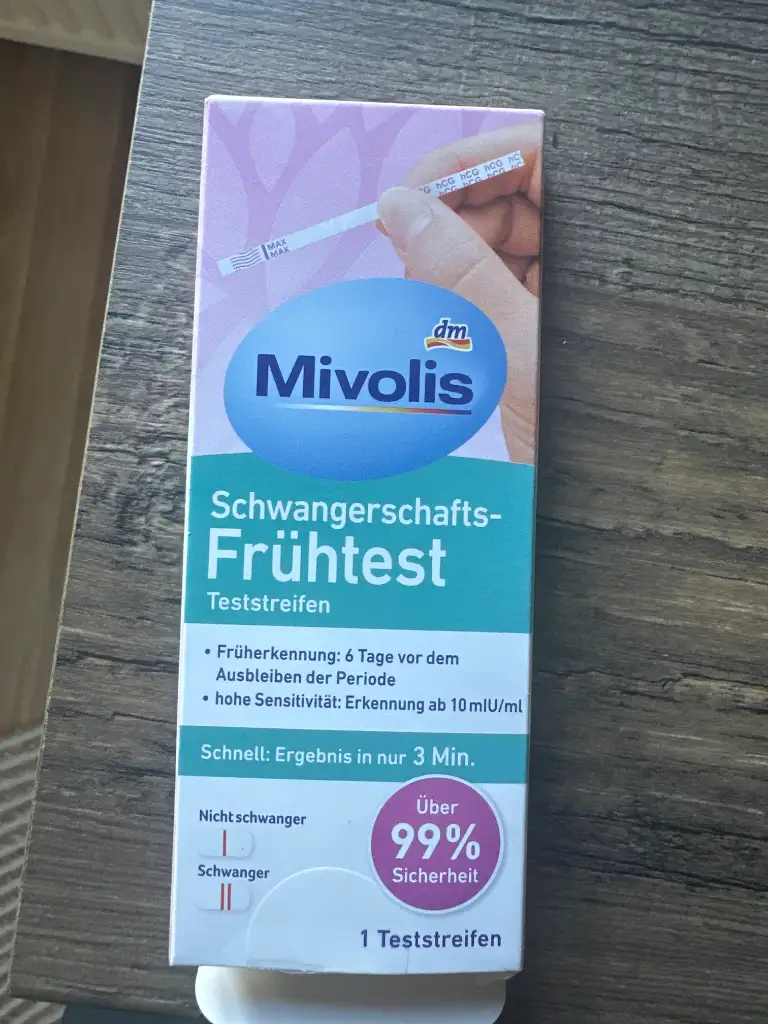 hCG hCG hCG
MAX
MAX
dm
Mivolis
Schwangerschafts-
Frühtest
Teststreifen
• Früherkennung: 6 Tage vor dem
Ausbleiben der Periode
• hohe Sensitivität: Erkennung ab 10 mIU/ml
Schnell: Ergebnis in nur 3 Min.
Nicht schwanger
Schwanger
Über
99%
Sicherheit
1 Teststreifen